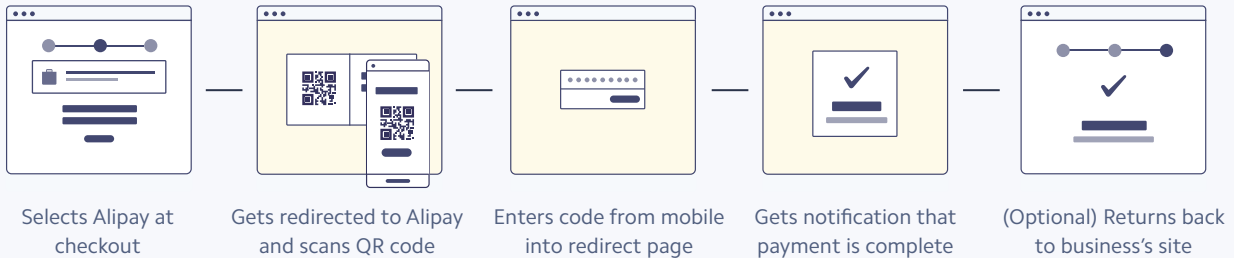 Selects Alipay at
checkout
Gets redirected to Alipay
and scans QR code
Enters code from mobile
into redirect page
Gets notification that
payment is complete
(Optional) Returns back
to business's site